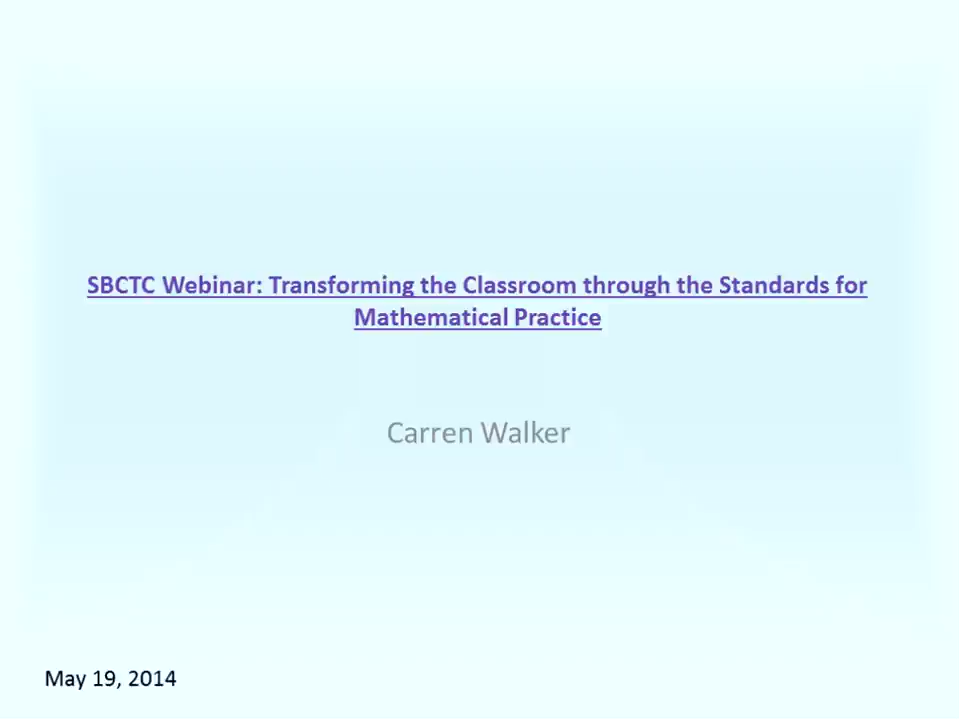 SBCTC Webinar: Transforming the Classroom through the Standards for
Mathematical Practice
Carren Walker
May 19, 2014